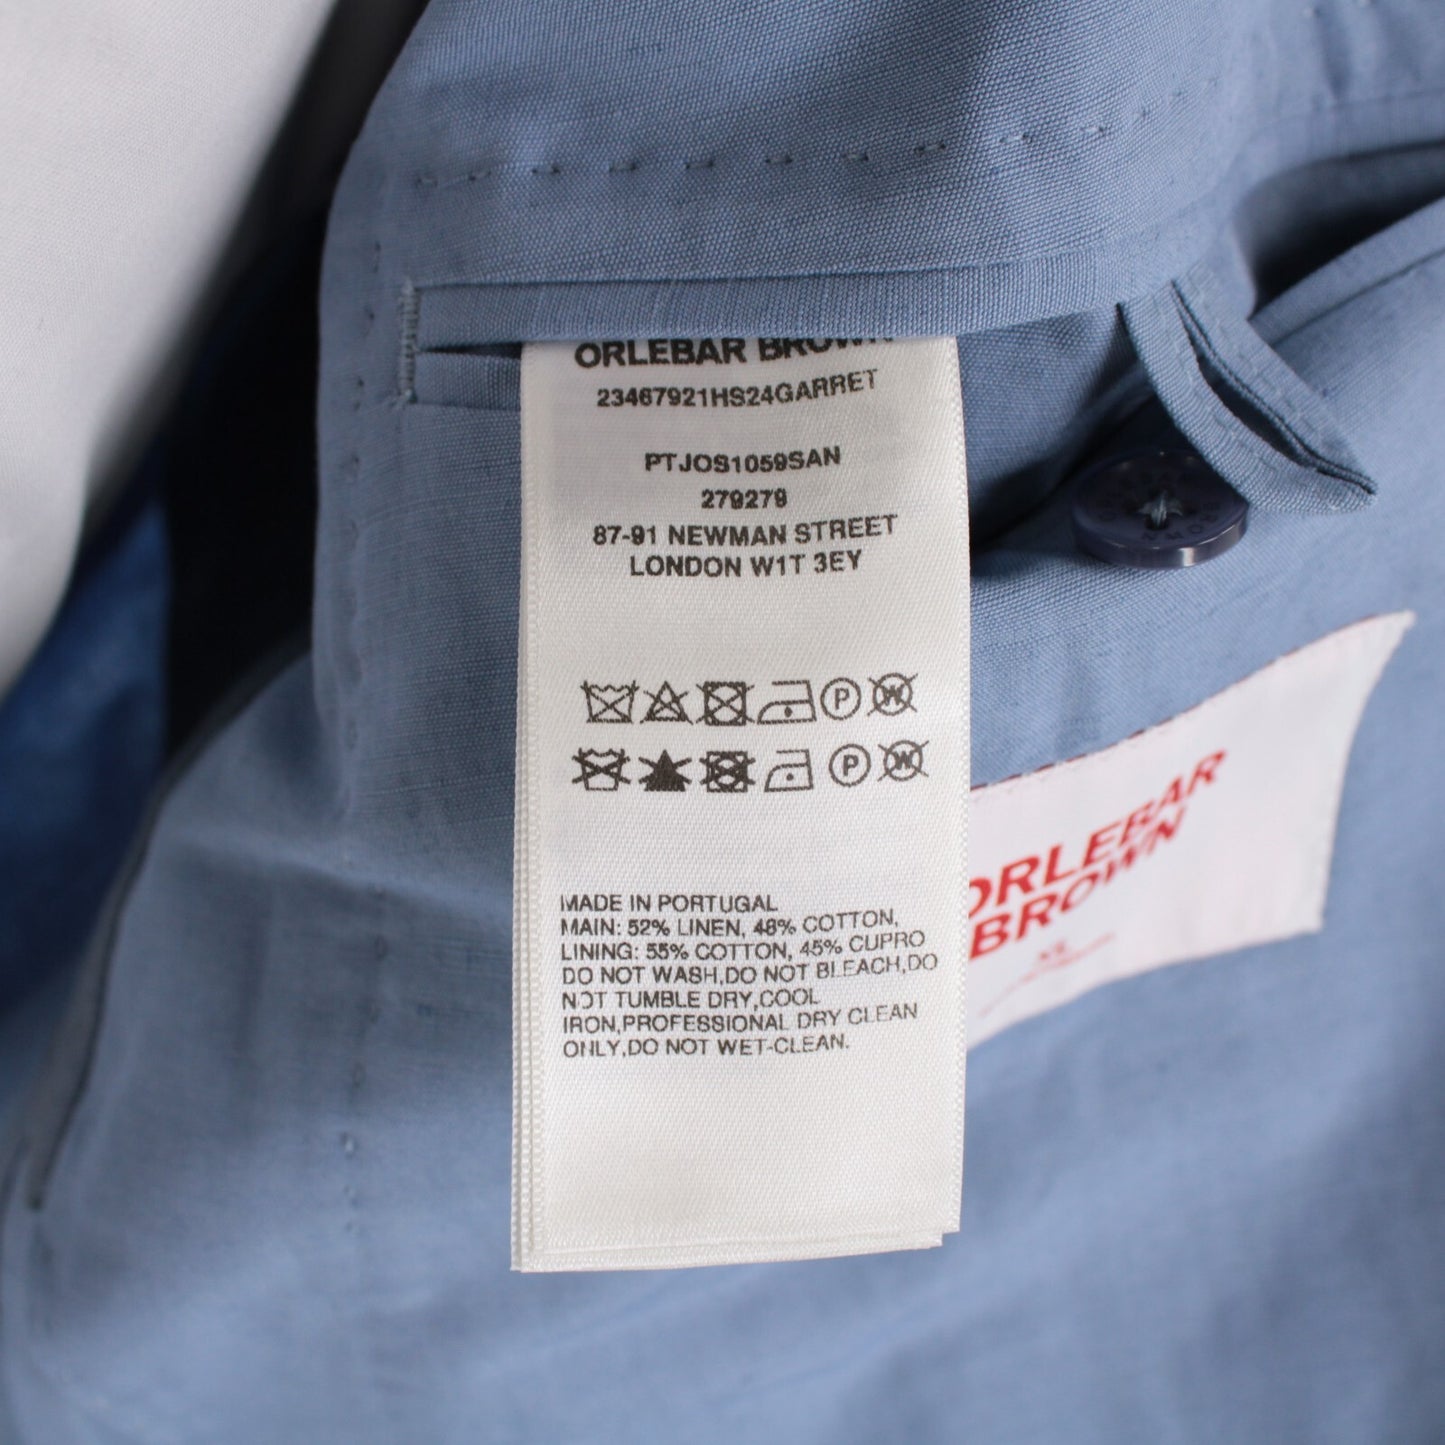 ORLEBAR BROWN
23467921HS24GARRET
PTJOS1059SAN
279279
87-91 NEWMAN STREET
LONDON W1T 3EY
P W
P W
MADE IN PORTUGAL
MAIN: 52% LINEN, 48% COTTON,
LINING: 55% COTTON, 45% CUPRO
DO NOT WASH,DO NOT BLEACH,DO
NOT TUMBLE DRY,COOL
IRON,PROFESSIONAL DRY CLEAN
ONLY,DO NOT WET-CLEAN.
ORLEBAR
BROWN